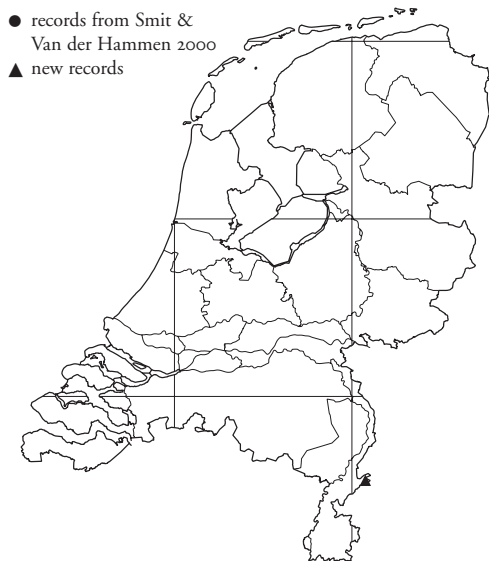 ● records from Smit &
Van der Hammen 2000
▲ new records